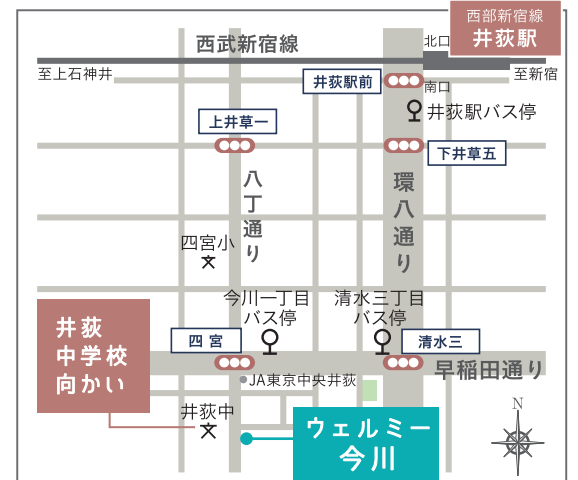 西部新宿線
井荻駅
北口
西武新宿線
至上石神井
至新宿
井荻駅前
南口
井荻駅バス停
上井草一
下井草五
八丁通り
環八通り
四宮小
今川一丁目
バス停
清水三丁目
バス停
井荻
中学校
向かい
四宮
清水三
早稲田通り
JA東京中央井荻
井荻中
ウェルミー
今川
N